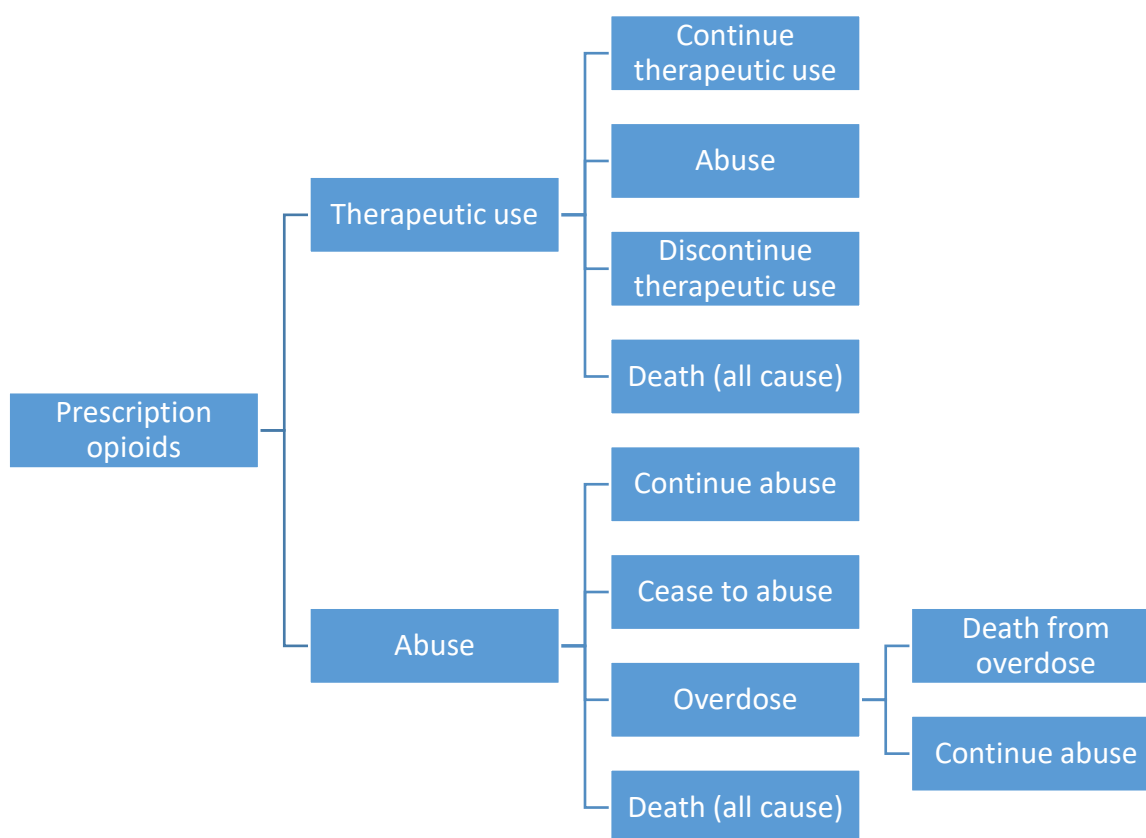 Continue
therapeutic use
Abuse
Therapeutic use
Discontinue
therapeutic use
Death (all cause)
Prescription
opioids
Continue abuse
Cease to abuse
Abuse
Death from
overdose
Overdose
Continue abuse
Death (all cause)